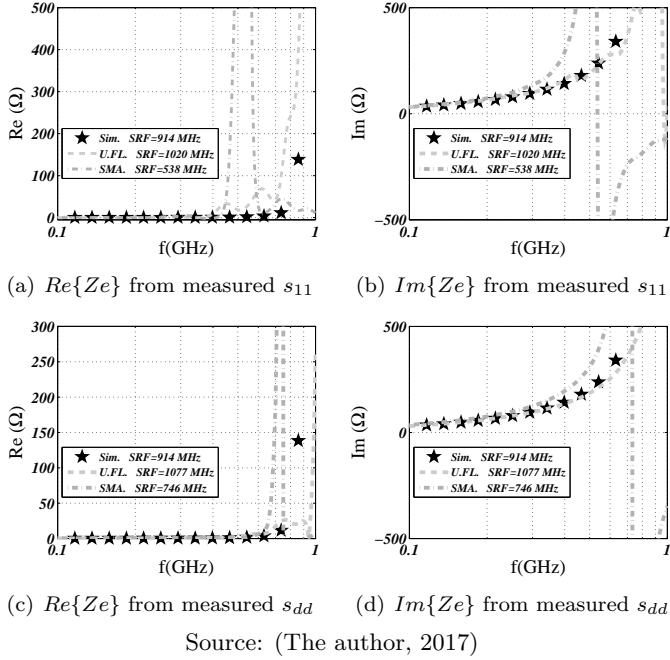 500
400
300
200
100
0
Re (Ω)
Sim. SRF=914 MHz
U.FL. SRF=1020 MHz
SMA. SRF=538 MHz
0.1
1
f(GHz)
(a) Re{Ze} from measured s11
500
0
−500
Im (Ω)
Sim. SRF=914 MHz
U.FL. SRF=1020 MHz
SMA. SRF=538 MHz
0.1
1
f(GHz)
(b) Im{Ze} from measured s11
300
250
200
150
100
50
0
Re (Ω)
Sim. SRF=914 MHz
U.FL. SRF=1077 MHz
SMA. SRF=746 MHz
0.1
1
f(GHz)
(c) Re{Ze} from measured sdd
500
0
−500
Im (Ω)
Sim. SRF=914 MHz
U.FL. SRF=1077 MHz
SMA. SRF=746 MHz
0.1
1
f(GHz)
(d) Im{Ze} from measured sdd
Source: (The author, 2017)